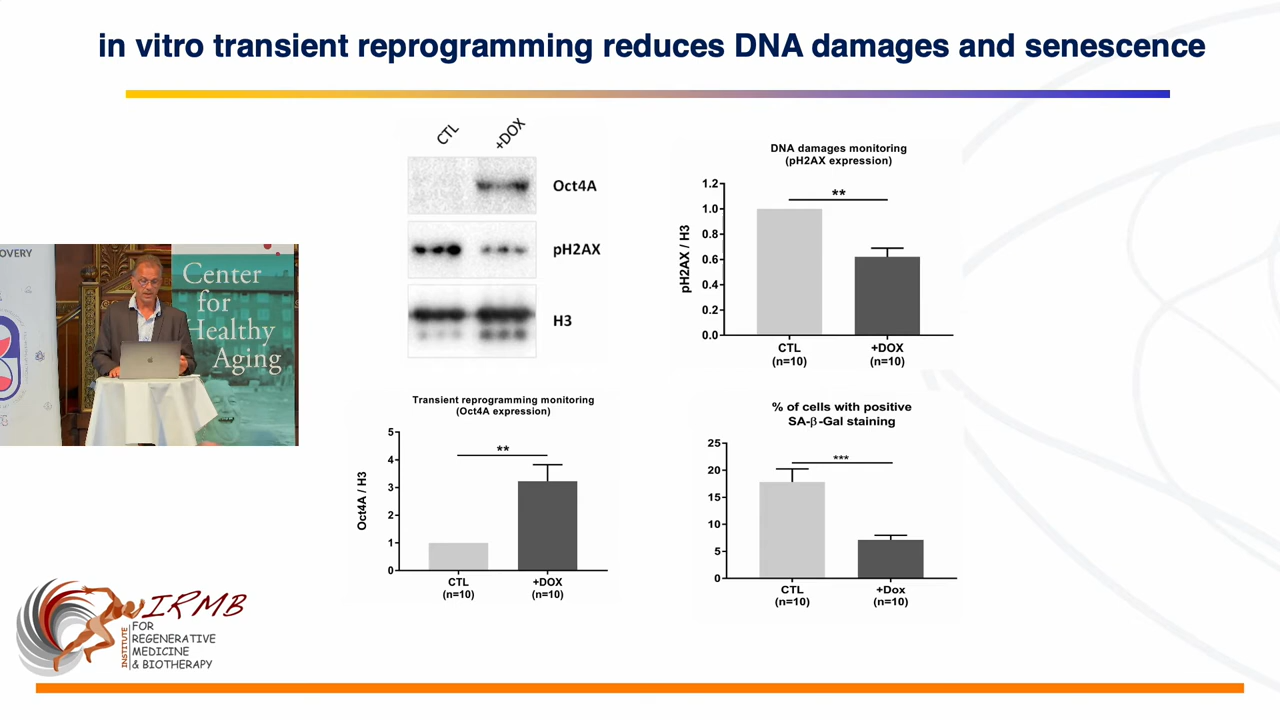 in vitro transient reprogramming reduces DNA damages and senescence
CTL
+DOX
Oct4A
pH2AX
H3
DNA damages monitoring
(pH2AX expression)
pH2AX / H3
1.2
**
1.0
0.8
0.6
0.4
0.2
0.0
CTL
(n=10)
+DOX
(n=10)
OVERY
Center
for
Healthy
Aging
Transient reprogramming monitoring
(Oct4A expression)
Oct4A / H3
5
**
4
3
2
1
0
CTL
(n=10)
+DOX
(n=10)
% of cells with positive
SA-β-Gal staining
25
***
20
15
10
5
0
CTL
(n=10)
+Dox
(n=10)
IRMB
INSTITUTE
FOR
REGENERATIVE
MEDICINE
& BIOTHERAPY